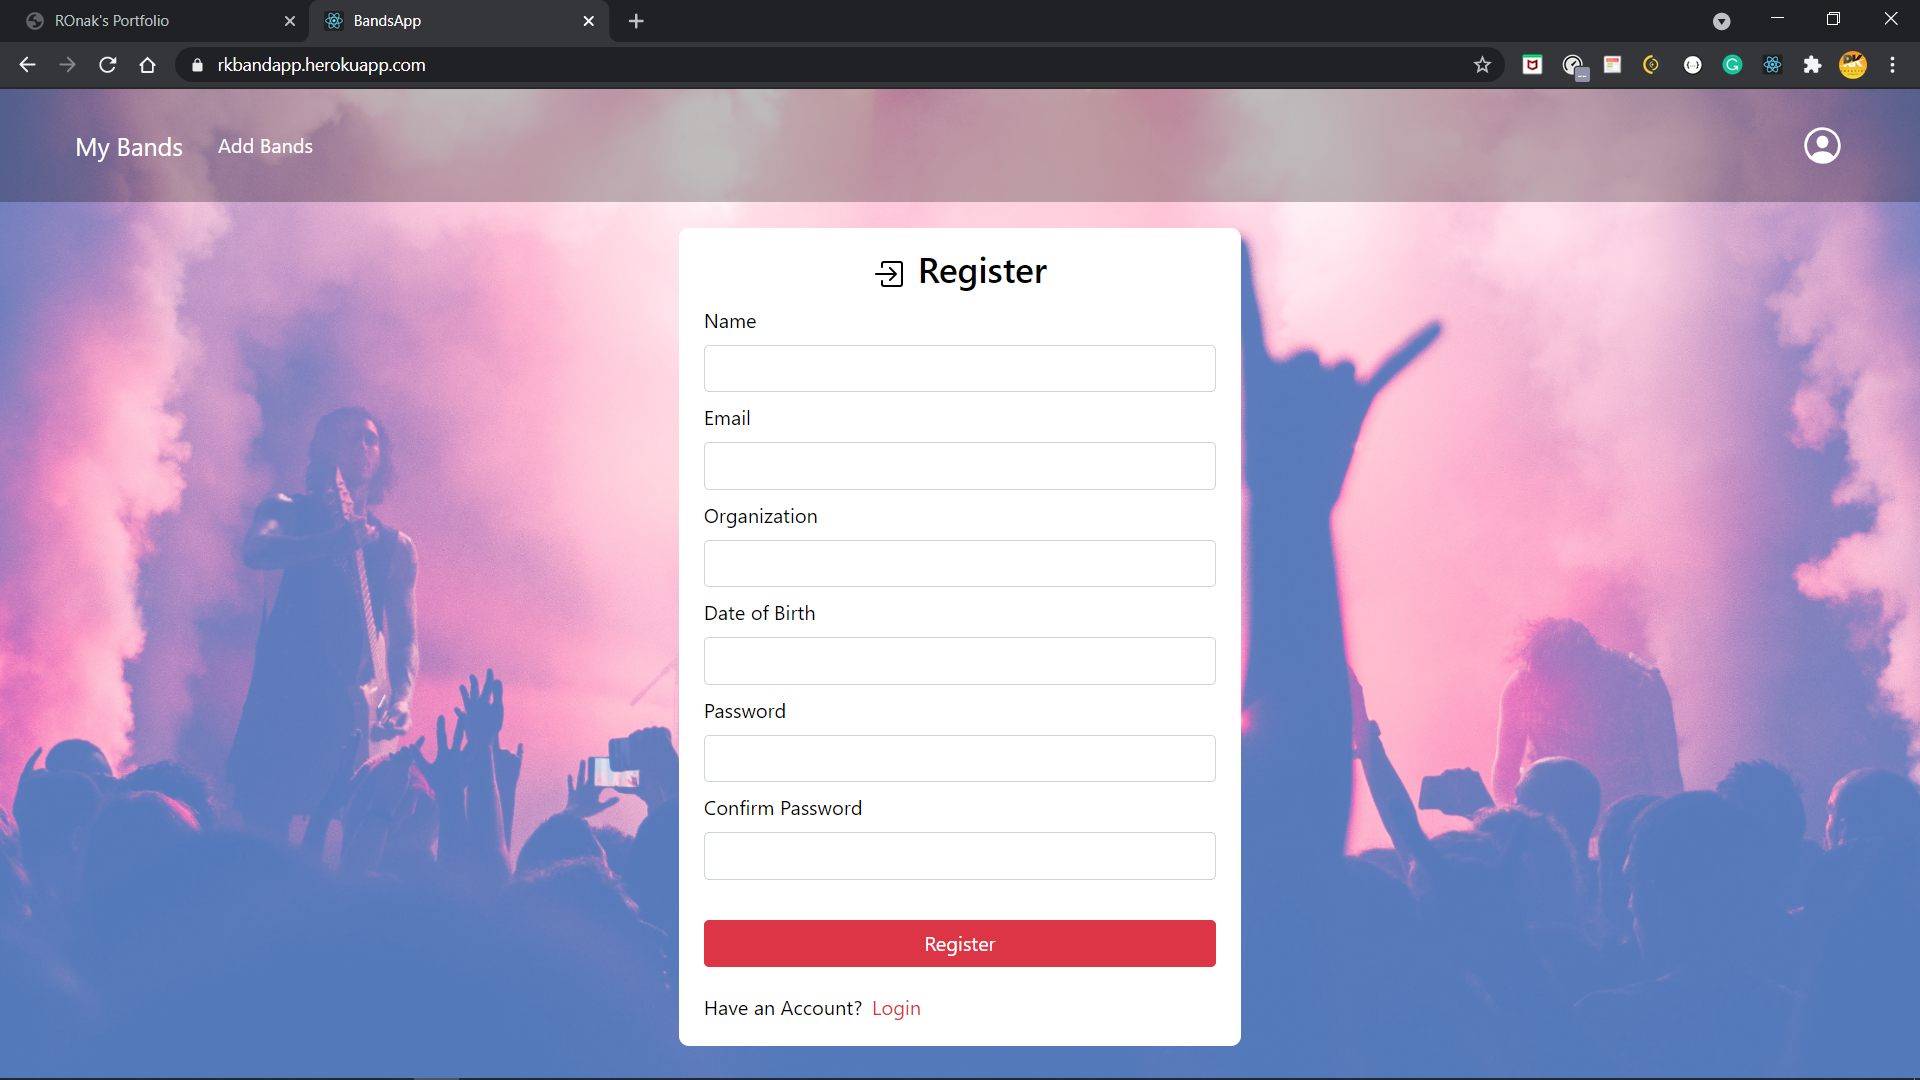 ROnak's Portfolio
BandsApp
rkbandapp.herokuapp.com
My Bands
Add Bands
Register
Name
Email
Organization
Date of Birth
Password
Confirm Password
Register
Have an Account? Login